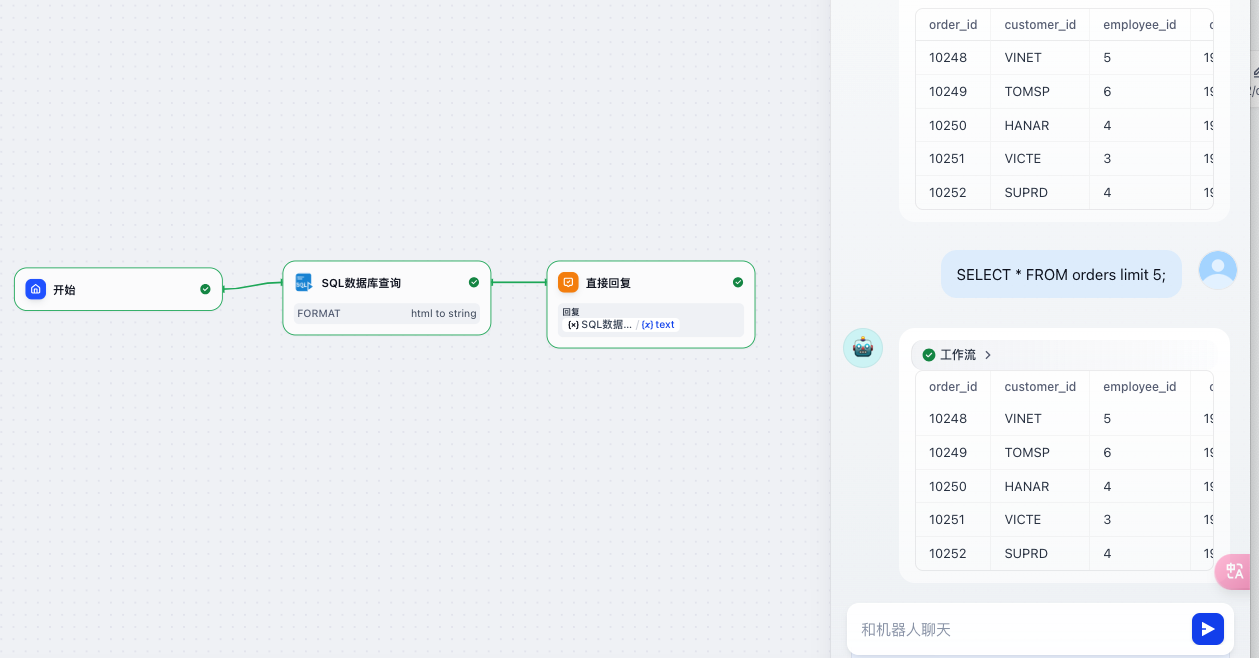 开始
SQL数据库查询
FORMAT html to string
直接回复
回复
{x} SQL数据... / {x} text
order_id customer_id employee_id
10248 VINET 5 19
10249 TOMSP 6 19
10250 HANAR 4 19
10251 VICTE 3 19
10252 SUPRD 4 19
SELECT * FROM orders limit 5;
工作流
order_id customer_id employee_id
10248 VINET 5 19
10249 TOMSP 6 19
10250 HANAR 4 19
10251 VICTE 3 19
10252 SUPRD 4 19
和机器人聊天